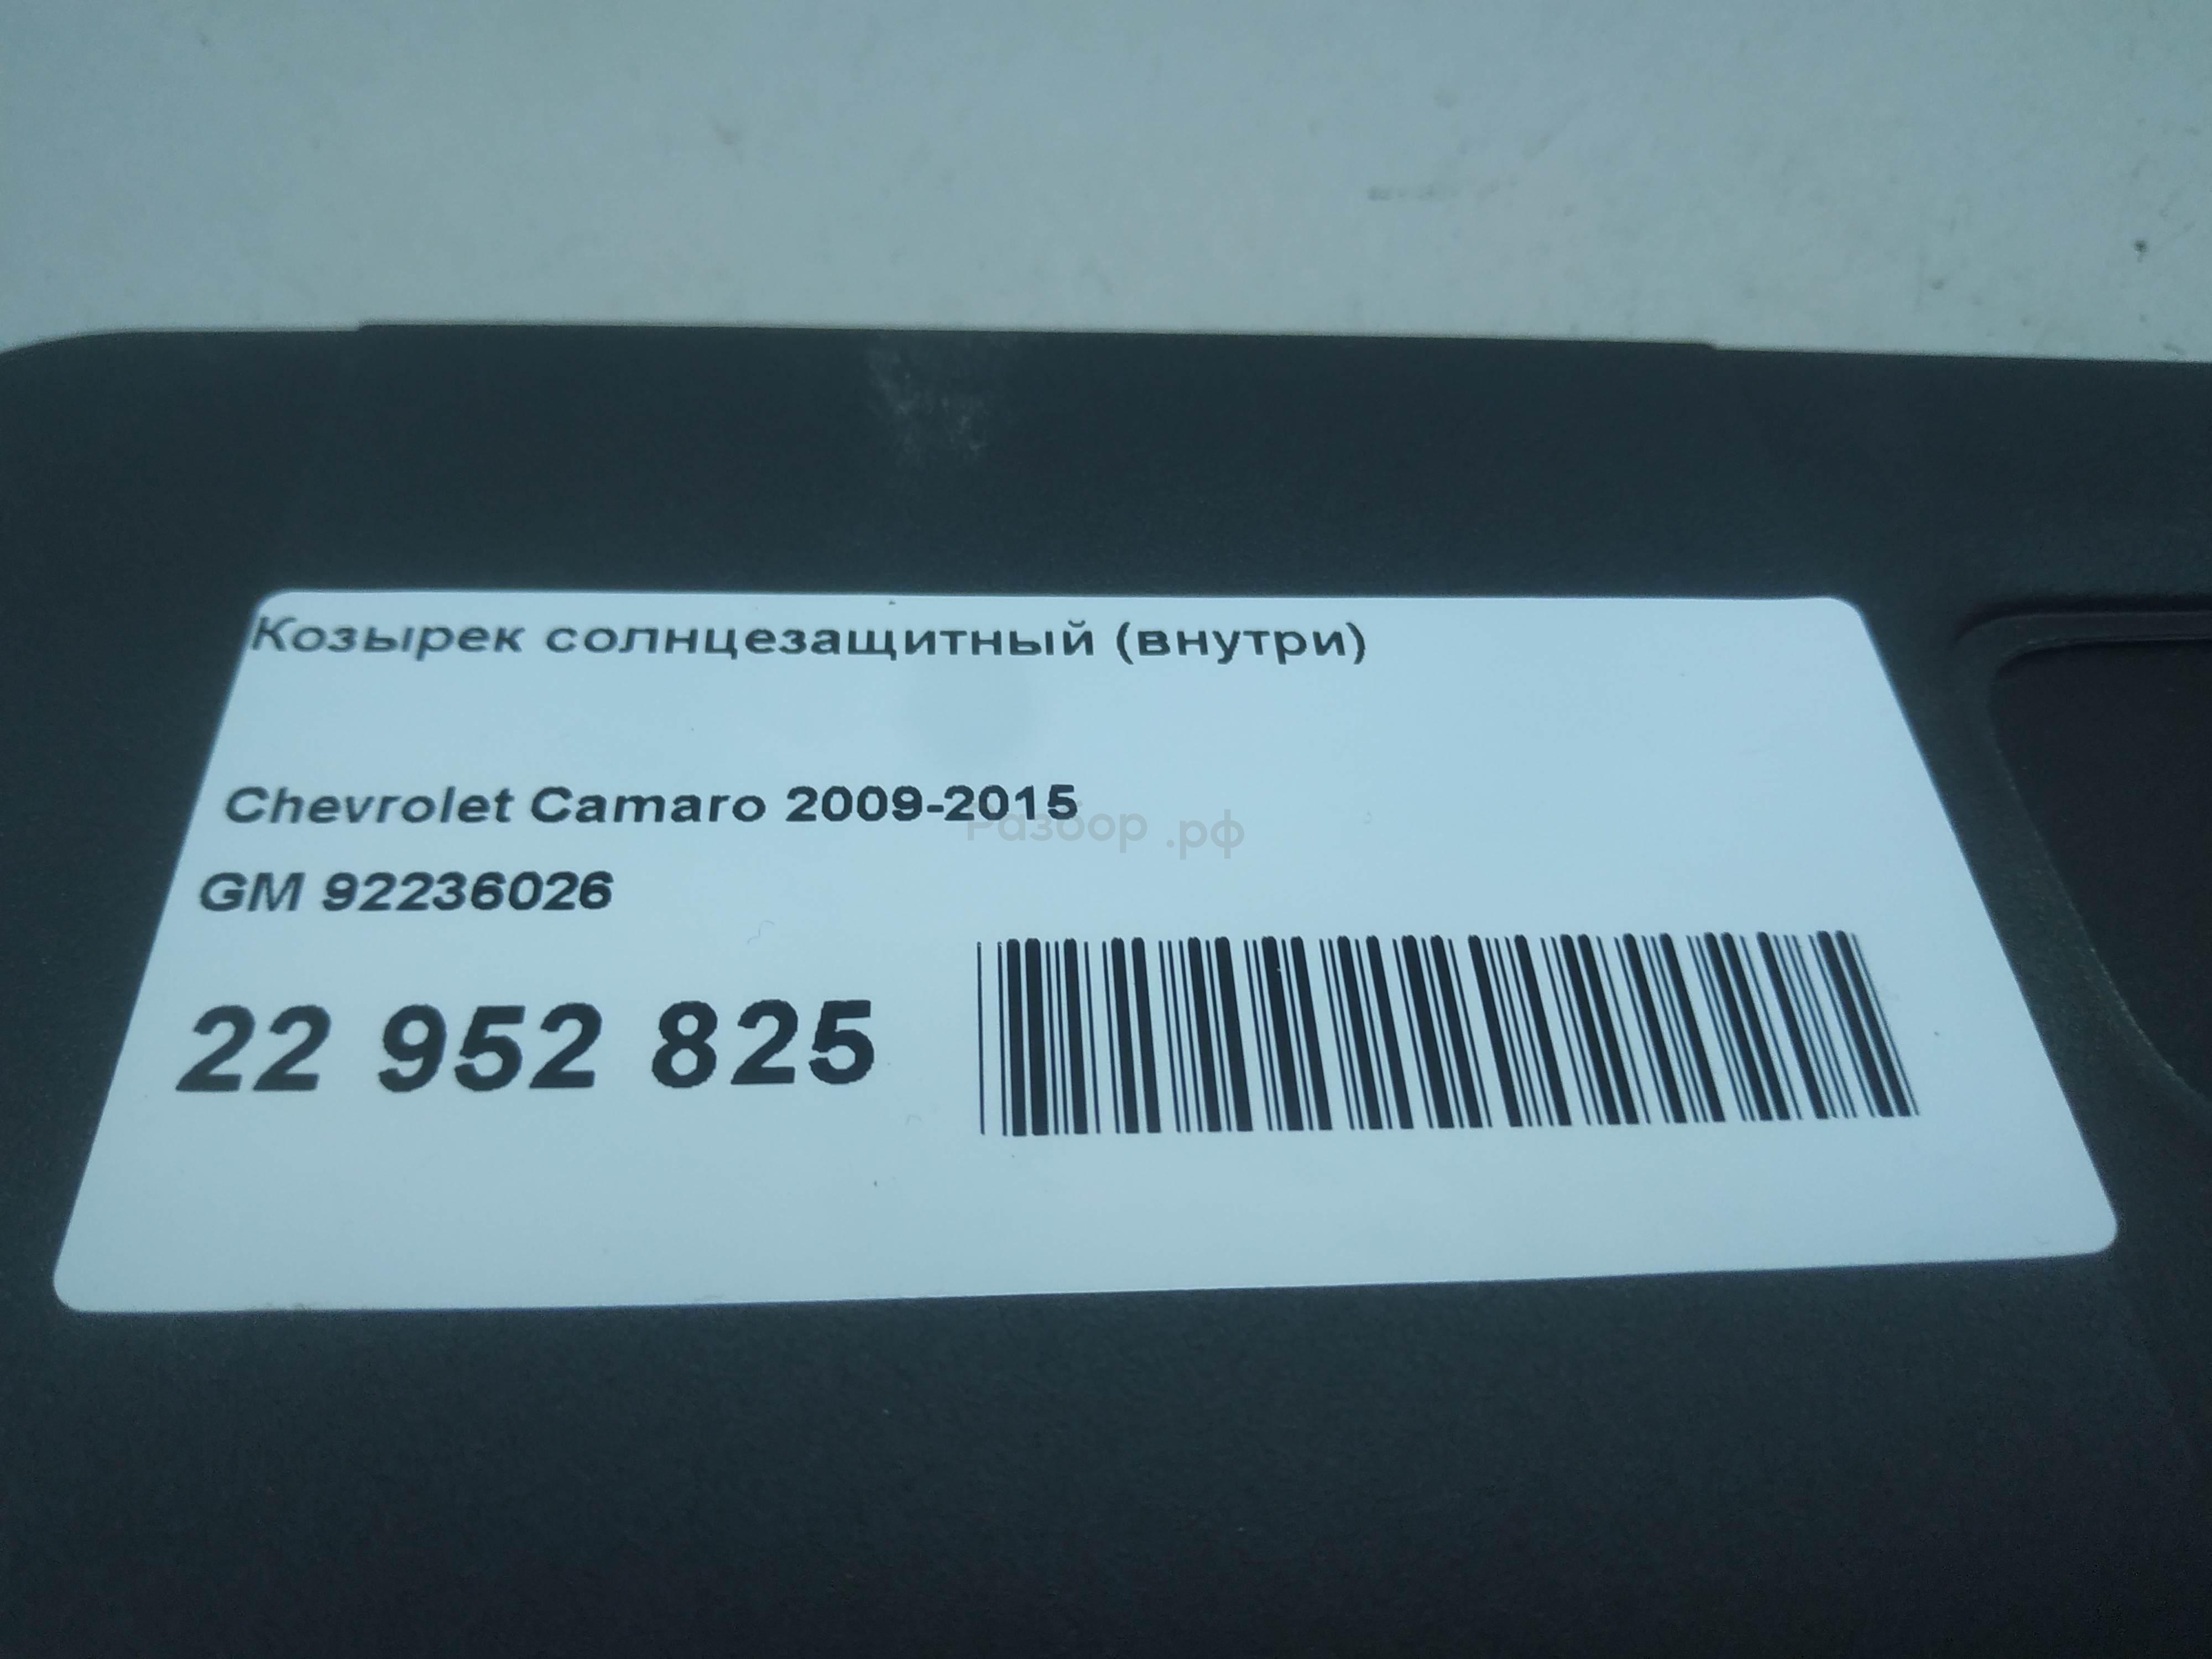 Козырек солнцезащитный (внутри)
Chevrolet Camaro 2009-2015
Разбор .рф
GM 92236026
22 952 825